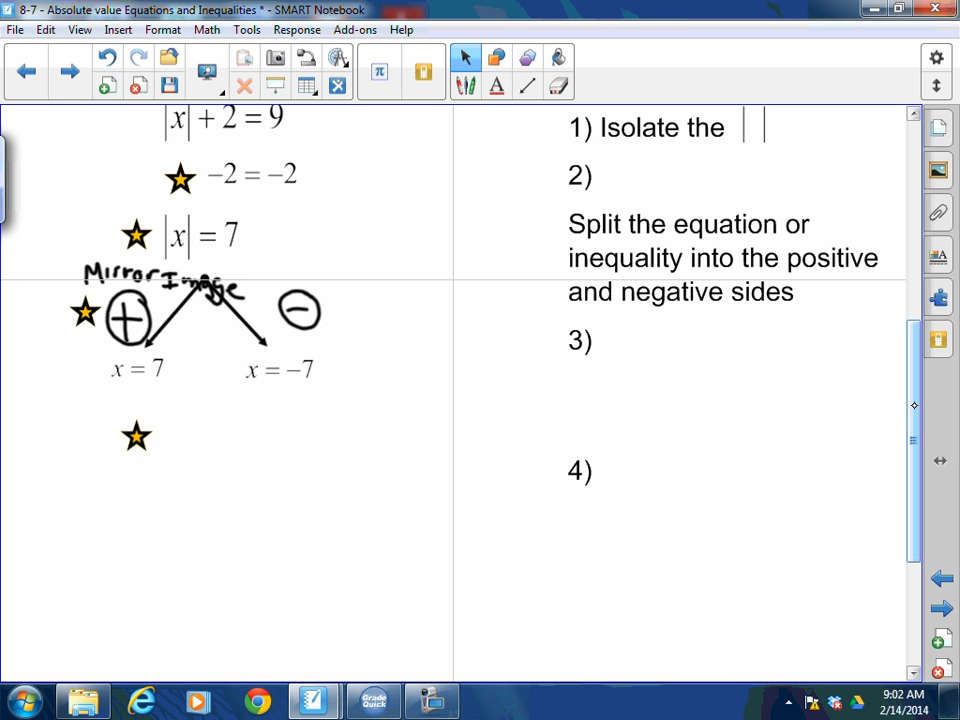 8-7 - Absolute value Equations and Inequalities * - SMART Notebook
File Edit View Insert Format Math Tools Response Add-ons Help
π
A
|x| + 2 = 9
-2 = -2
|x| = 7
Mirror Image
+ -
x = 7 x = -7
1) Isolate the | |
2)
Split the equation or
inequality into the positive
and negative sides
3)
4)
Grade
Quick
9:02 AM
2/14/2014